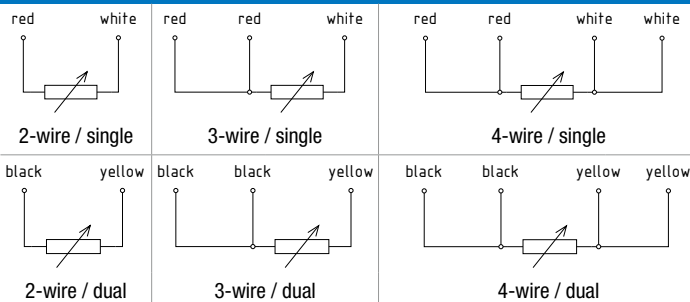 red white red red white red red white white
2-wire / single 3-wire / single 4-wire / single
black yellow black black yellow black black yellow yellow
2-wire / dual 3-wire / dual 4-wire / dual